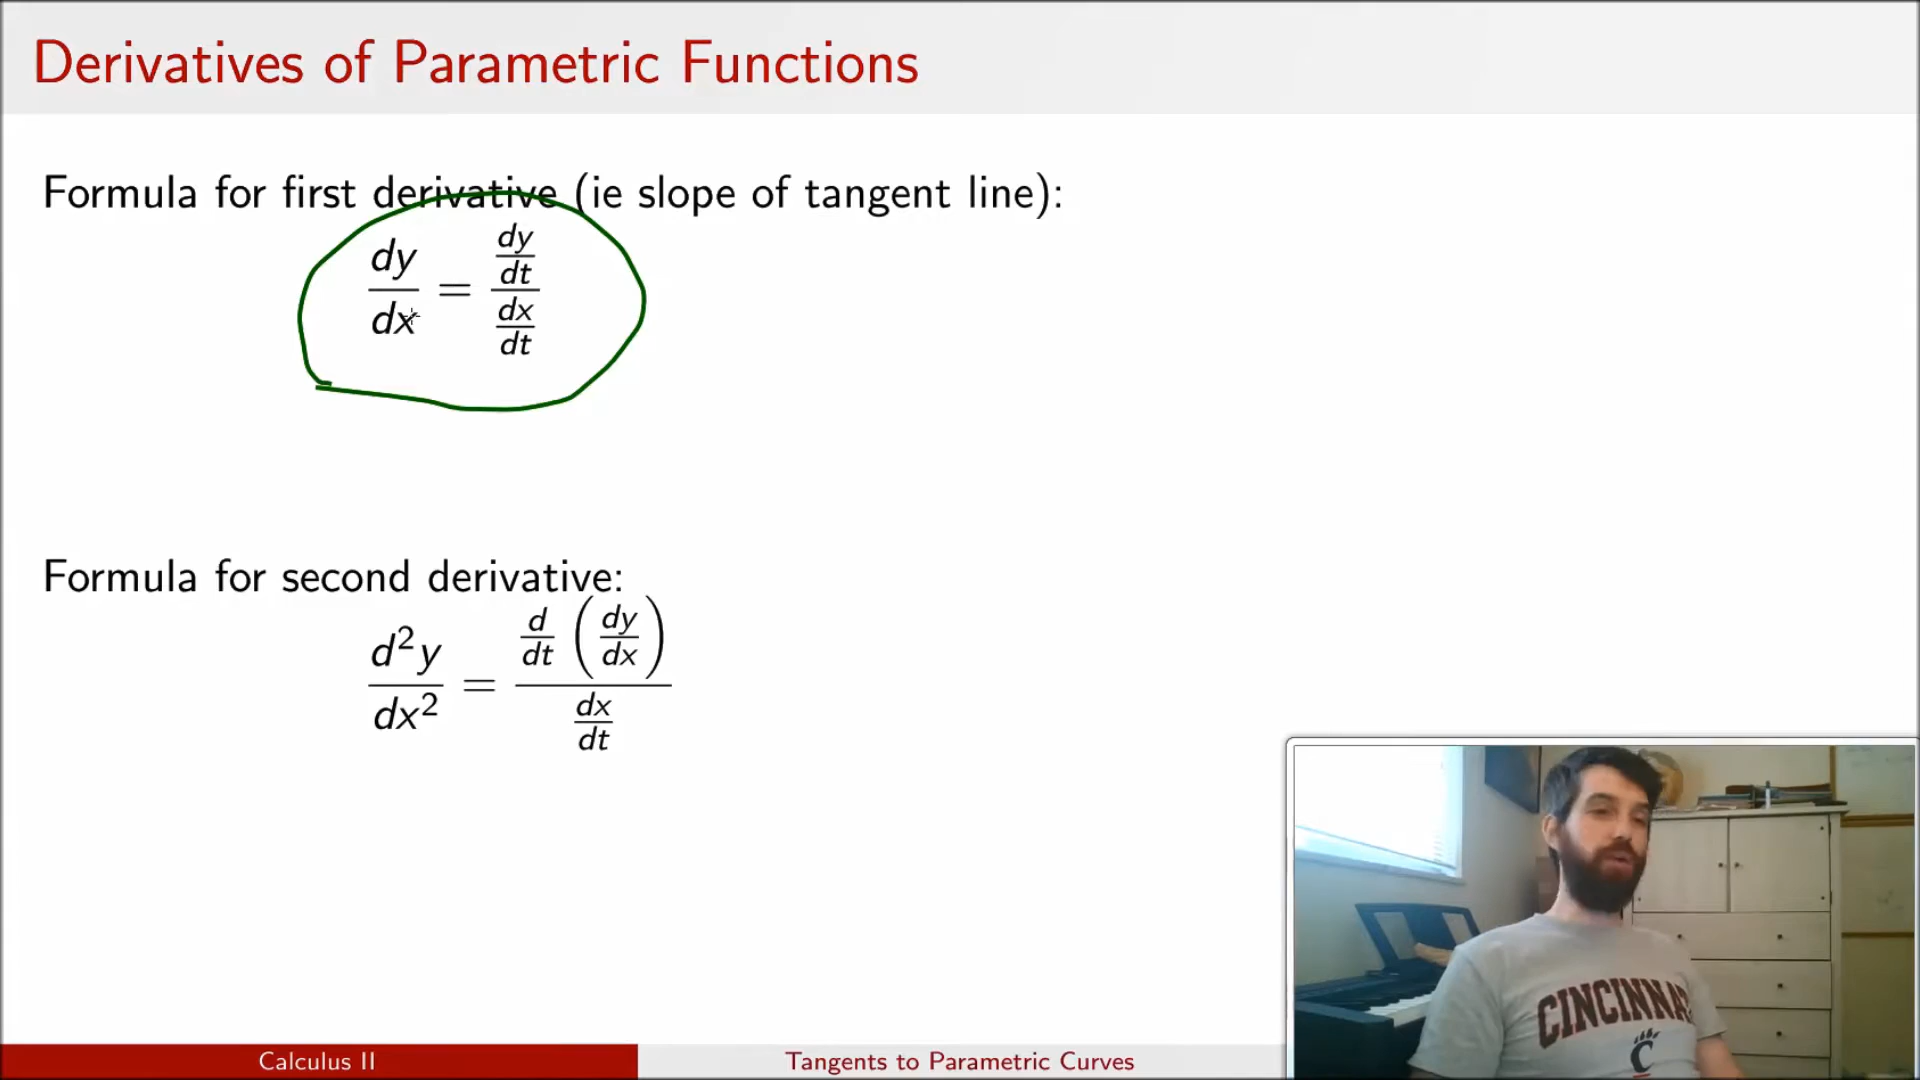 Derivatives of Parametric Functions
Formula for first derivative (ie slope of tangent line):
dy/dx = (dy/dt)/(dx/dt)
Formula for second derivative:
d²y/dx² = (d/dt (dy/dx))/(dx/dt)
CINCINNA
C
Calculus II
Tangents to Parametric Curves